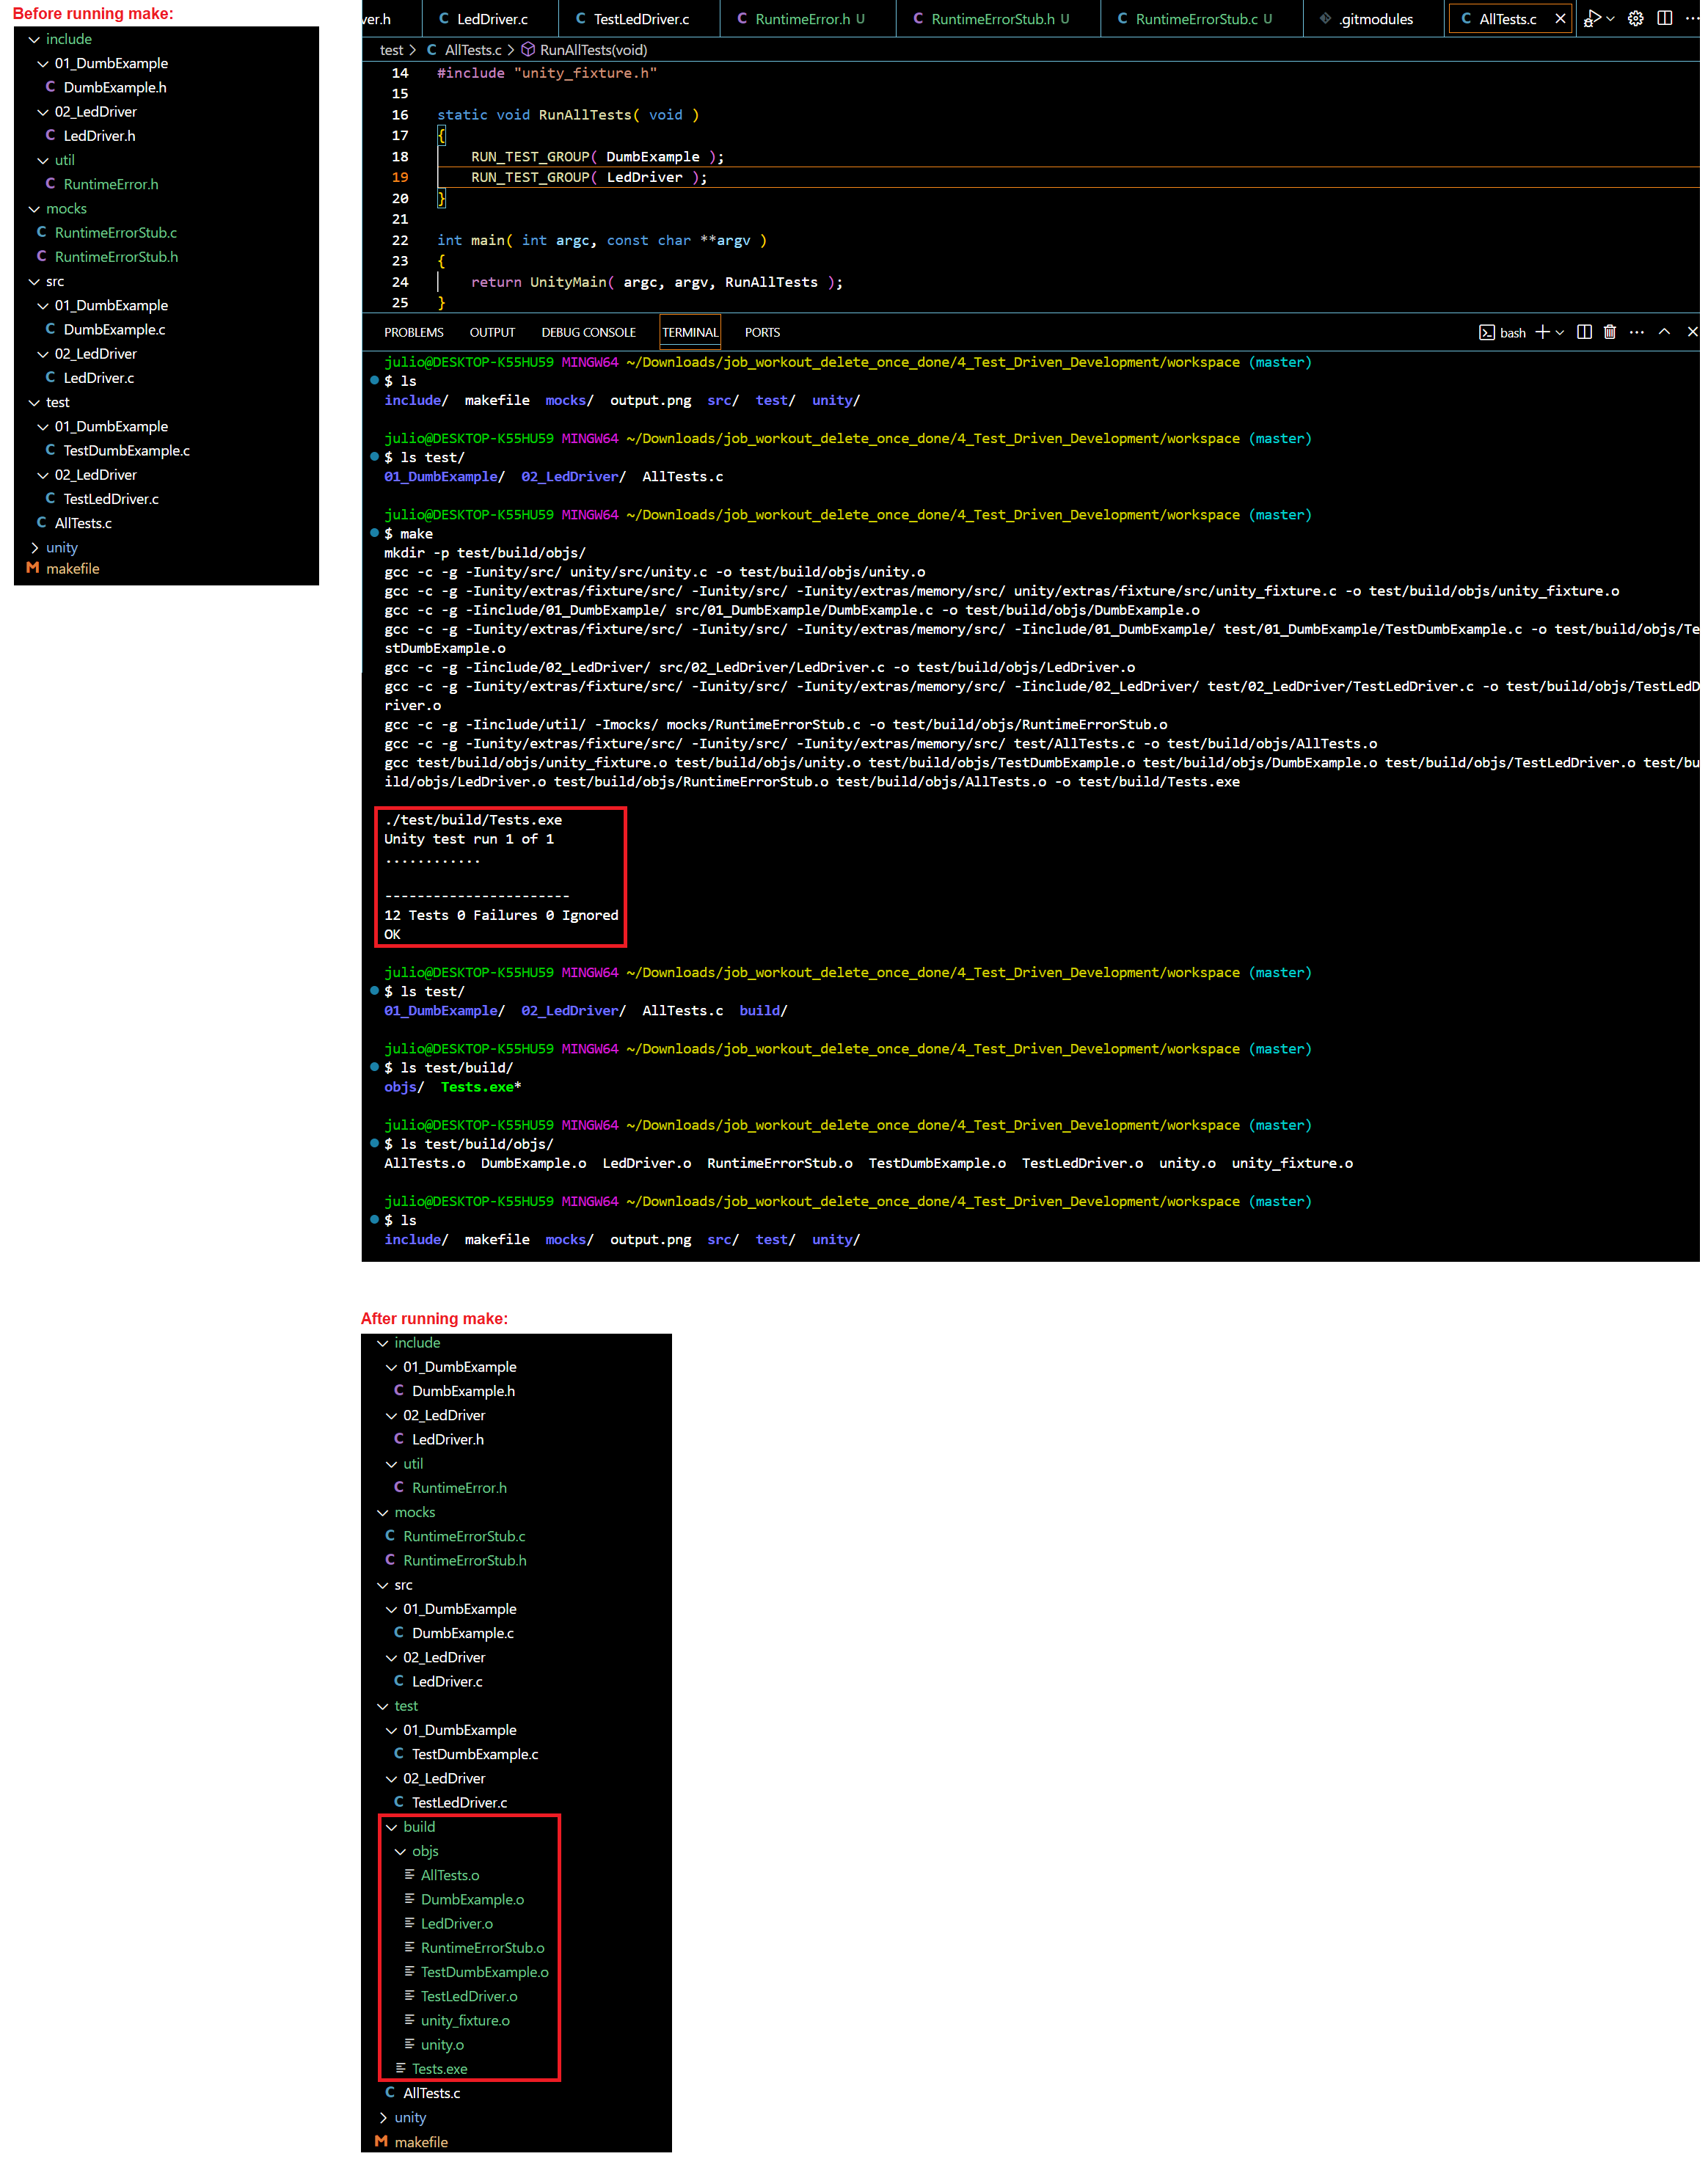 Before running make:
include
01_DumbExample
C DumbExample.h
02_LedDriver
C LedDriver.h
util
C RuntimeError.h
mocks
C RuntimeErrorStub.c
C RuntimeErrorStub.h
src
01_DumbExample
C DumbExample.c
02_LedDriver
C LedDriver.c
test
01_DumbExample
C TestDumbExample.c
02_LedDriver
C TestLedDriver.c
C AllTests.c
unity
M makefile
ver.h C LedDriver.c C TestLedDriver.c C RuntimeError.h U C RuntimeErrorStub.h U C RuntimeErrorStub.c U .gitmodules C AllTests.c
test > C AllTests.c > RunAllTests(void)
14 #include "unity_fixture.h"
15
16 static void RunAllTests( void )
17 {
18 RUN_TEST_GROUP( DumbExample );
19 RUN_TEST_GROUP( LedDriver );
20 }
21
22 int main( int argc, const char **argv )
23 {
24 return UnityMain( argc, argv, RunAllTests );
25 }
PROBLEMS OUTPUT DEBUG CONSOLE TERMINAL PORTS bash
julio@DESKTOP-K55HU59 MINGW64 ~/Downloads/job_workout_delete_once_done/4_Test_Driven_Development/workspace (master)
$ ls
include/ makefile mocks/ output.png src/ test/ unity/
julio@DESKTOP-K55HU59 MINGW64 ~/Downloads/job_workout_delete_once_done/4_Test_Driven_Development/workspace (master)
$ ls test/
01_DumbExample/ 02_LedDriver/ AllTests.c
julio@DESKTOP-K55HU59 MINGW64 ~/Downloads/job_workout_delete_once_done/4_Test_Driven_Development/workspace (master)
$ make
mkdir -p test/build/objs/
gcc -c -g -Iunity/src/ unity/src/unity.c -o test/build/objs/unity.o
gcc -c -g -Iunity/extras/fixture/src/ -Iunity/src/ -Iunity/extras/memory/src/ unity/extras/fixture/src/unity_fixture.c -o test/build/objs/unity_fixture.o
gcc -c -g -Iinclude/01_DumbExample/ src/01_DumbExample/DumbExample.c -o test/build/objs/DumbExample.o
gcc -c -g -Iunity/extras/fixture/src/ -Iunity/src/ -Iunity/extras/memory/src/ -Iinclude/01_DumbExample/ test/01_DumbExample/TestDumbExample.c -o test/build/objs/Te
stDumbExample.o
gcc -c -g -Iinclude/02_LedDriver/ src/02_LedDriver/LedDriver.c -o test/build/objs/LedDriver.o
gcc -c -g -Iunity/extras/fixture/src/ -Iunity/src/ -Iunity/extras/memory/src/ -Iinclude/02_LedDriver/ test/02_LedDriver/TestLedDriver.c -o test/build/objs/TestLedD
river.o
gcc -c -g -Iinclude/util/ -Imocks/ mocks/RuntimeErrorStub.c -o test/build/objs/RuntimeErrorStub.o
gcc -c -g -Iunity/extras/fixture/src/ -Iunity/src/ -Iunity/extras/memory/src/ test/AllTests.c -o test/build/objs/AllTests.o
gcc test/build/objs/unity_fixture.o test/build/objs/unity.o test/build/objs/TestDumbExample.o test/build/objs/DumbExample.o test/build/objs/TestLedDriver.o test/bu
ild/objs/LedDriver.o test/build/objs/RuntimeErrorStub.o test/build/objs/AllTests.o -o test/build/Tests.exe
./test/build/Tests.exe
Unity test run 1 of 1
............
-----------------------
12 Tests 0 Failures 0 Ignored
OK
julio@DESKTOP-K55HU59 MINGW64 ~/Downloads/job_workout_delete_once_done/4_Test_Driven_Development/workspace (master)
$ ls test/
01_DumbExample/ 02_LedDriver/ AllTests.c build/
julio@DESKTOP-K55HU59 MINGW64 ~/Downloads/job_workout_delete_once_done/4_Test_Driven_Development/workspace (master)
$ ls test/build/
objs/ Tests.exe*
julio@DESKTOP-K55HU59 MINGW64 ~/Downloads/job_workout_delete_once_done/4_Test_Driven_Development/workspace (master)
$ ls test/build/objs/
AllTests.o DumbExample.o LedDriver.o RuntimeErrorStub.o TestDumbExample.o TestLedDriver.o unity.o unity_fixture.o
julio@DESKTOP-K55HU59 MINGW64 ~/Downloads/job_workout_delete_once_done/4_Test_Driven_Development/workspace (master)
$ ls
include/ makefile mocks/ output.png src/ test/ unity/
After running make:
include
01_DumbExample
C DumbExample.h
02_LedDriver
C LedDriver.h
util
C RuntimeError.h
mocks
C RuntimeErrorStub.c
C RuntimeErrorStub.h
src
01_DumbExample
C DumbExample.c
02_LedDriver
C LedDriver.c
test
01_DumbExample
C TestDumbExample.c
02_LedDriver
C TestLedDriver.c
build
objs
AllTests.o
DumbExample.o
LedDriver.o
RuntimeErrorStub.o
TestDumbExample.o
TestLedDriver.o
unity_fixture.o
unity.o
Tests.exe
C AllTests.c
unity
M makefile